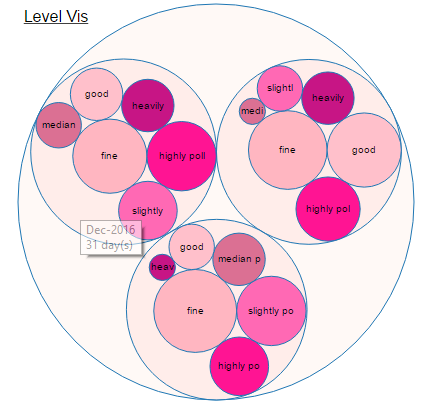 Level Vis
good
heavily
median
fine
highly poll
slightly
slightl
heavily
medi
fine
good
highly pol
Dec-2016
31 day(s)
good
median p
heav
fine
slightly po
highly po